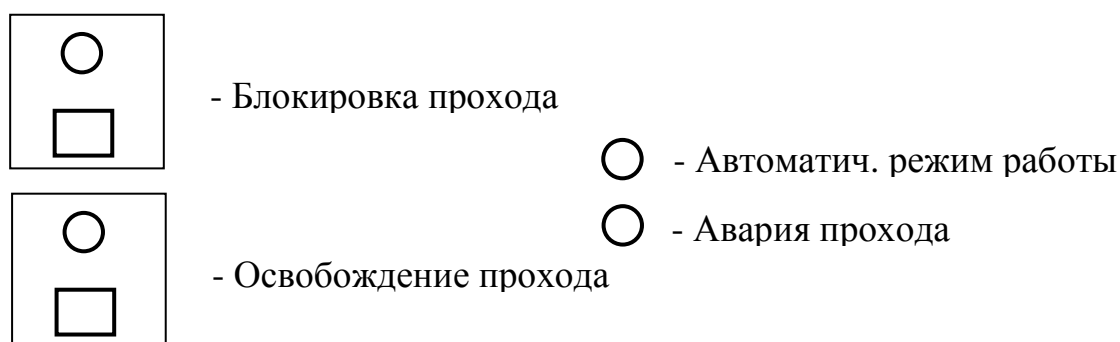 - Блокировка прохода
- Автоматич. режим работы
- Авария прохода
- Освобождение прохода